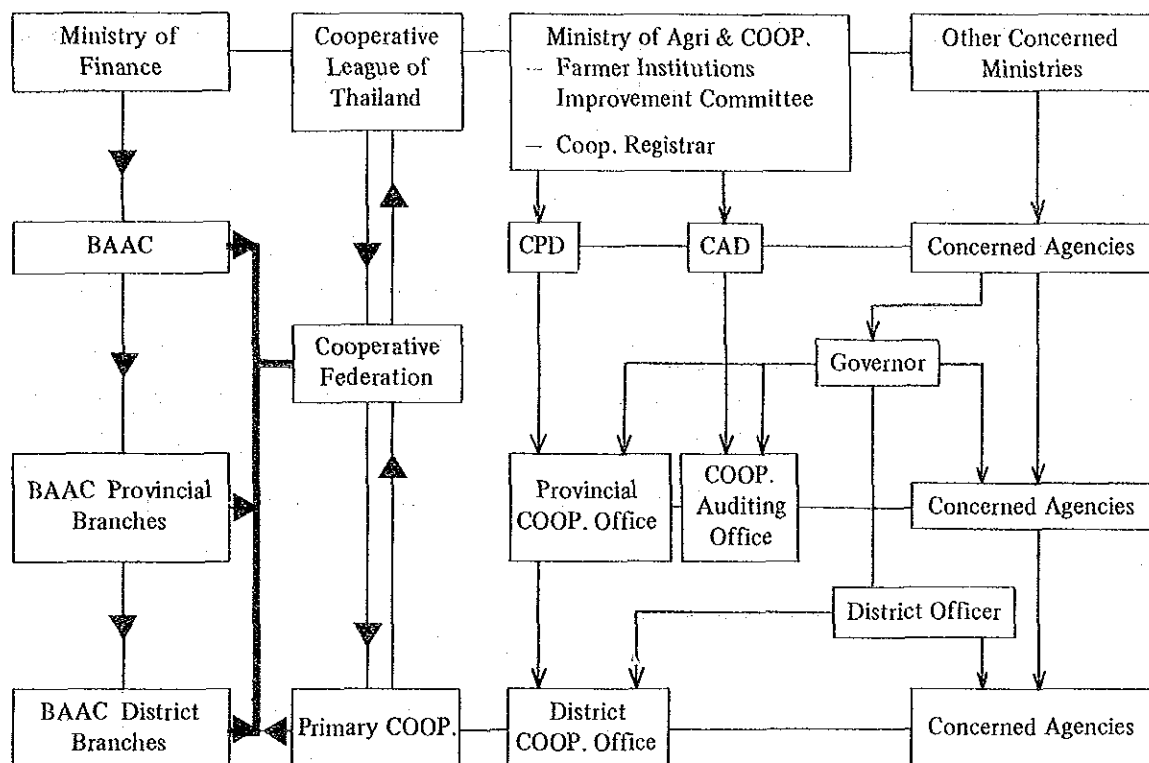 Ministry of
Finance
Cooperative
League of
Thailand
Ministry of Agri & COOP.
— Farmer Institutions
Improvement Committee
— Coop. Registrar
Other Concerned
Ministries
BAAC
CPD
CAD
Concerned Agencies
Cooperative
Federation
Governor
BAAC Provincial
Branches
Provincial
COOP. Office
COOP.
Auditing
Office
Concerned Agencies
District Officer
BAAC District
Branches
Primary COOP.
District
COOP. Office
Concerned Agencies